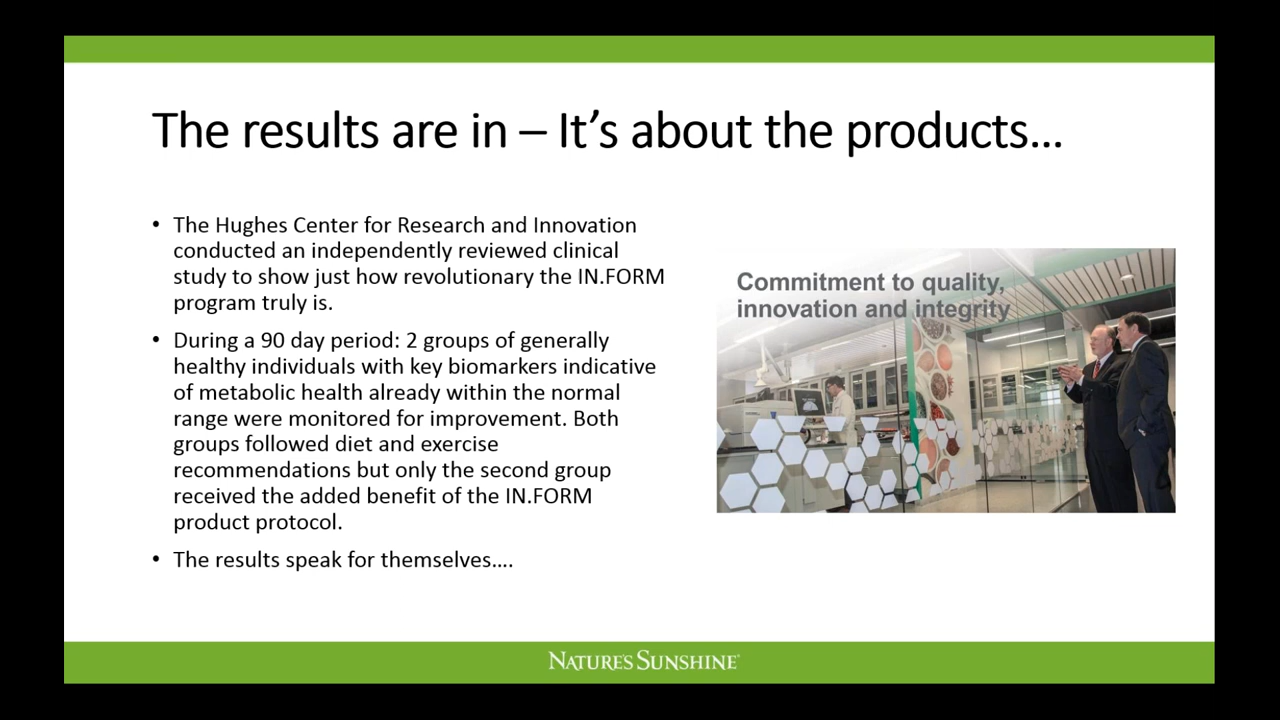 The results are in – It's about the products...
• The Hughes Center for Research and Innovation
conducted an independently reviewed clinical
study to show just how revolutionary the IN.FORM
program truly is.
• During a 90 day period: 2 groups of generally
healthy individuals with key biomarkers indicative
of metabolic health already within the normal
range were monitored for improvement. Both
groups followed diet and exercise
recommendations but only the second group
received the added benefit of the IN.FORM
product protocol.
• The results speak for themselves....
Commitment to quality,
innovation and integrity
NATURE'S SUNSHINE